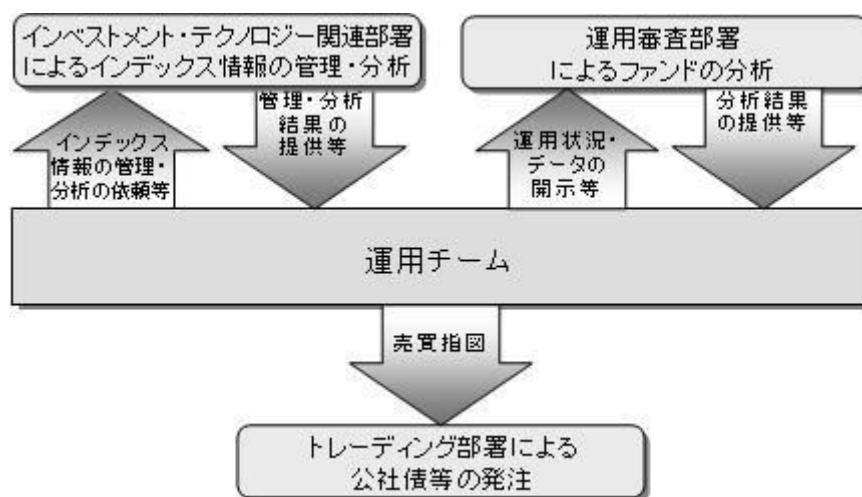 インベストメント・テクノロジー関連部署
によるインデックス情報の管理・分析
運用審査部署
によるファンドの分析
インデックス
情報の管理・
分析の依頼等
管理・分析
結果の
提供等
運用状況・
データの
開示等
分析結果
の提供等
運用チーム
売買指図
トレーディング部署による
公社債等の発注